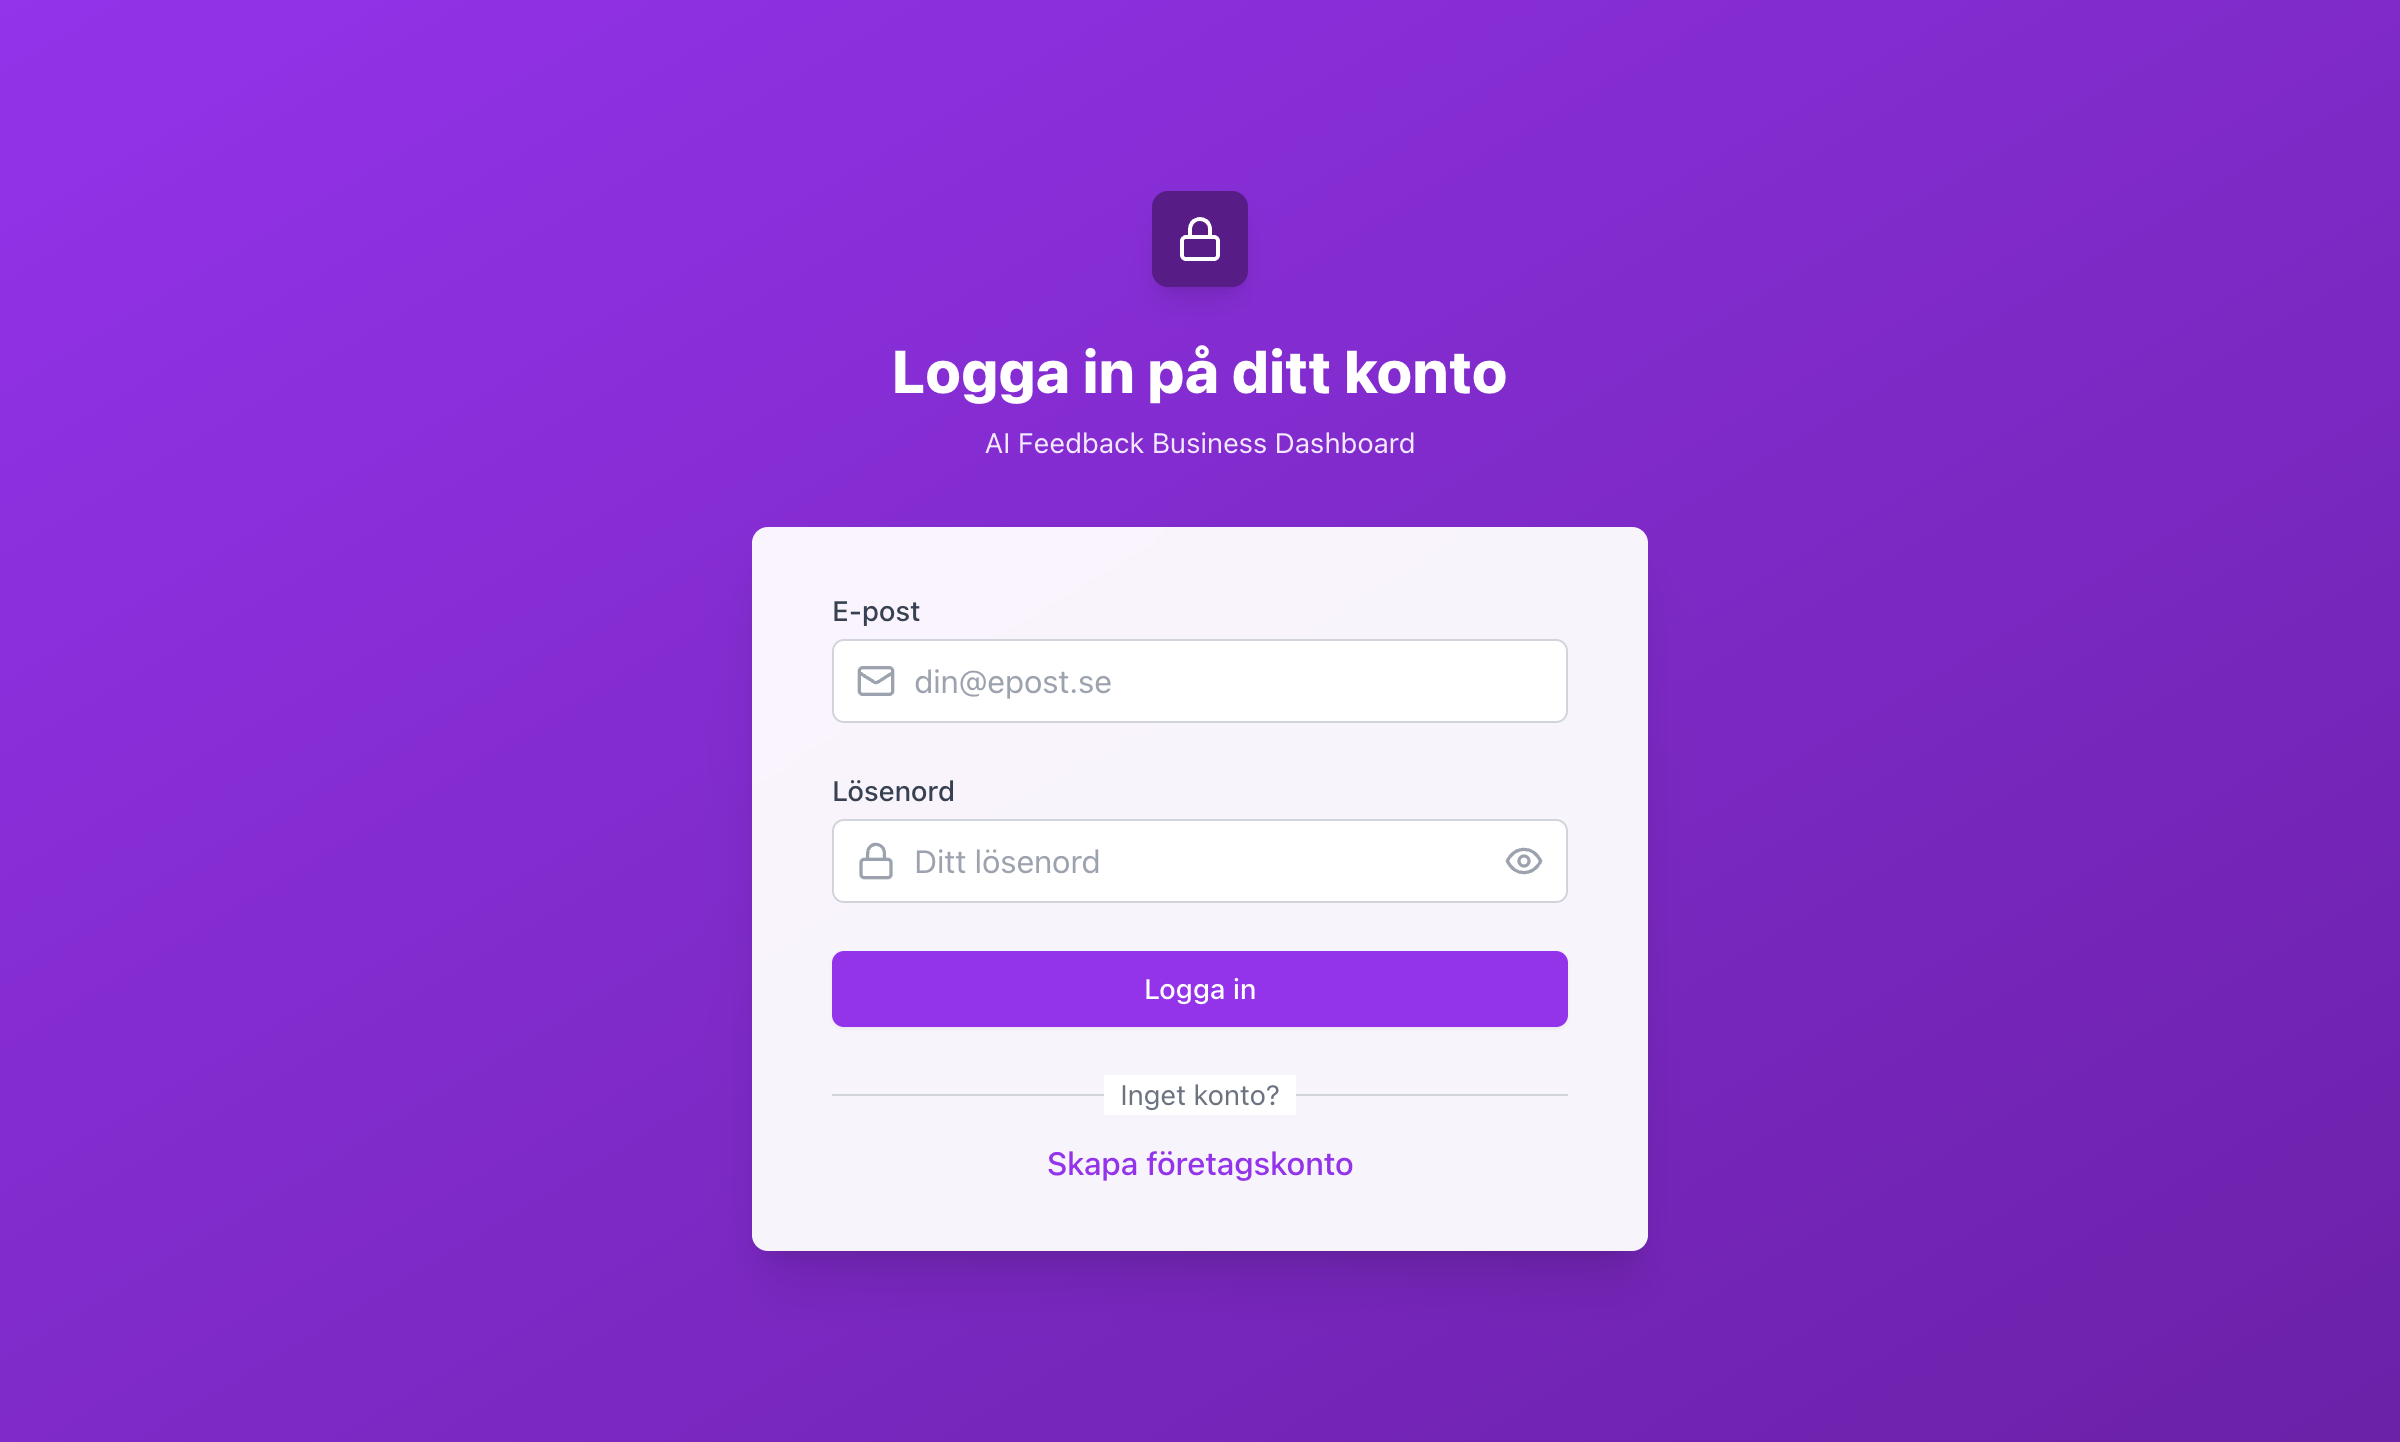 Logga in på ditt konto
AI Feedback Business Dashboard
E-post
din@epost.se
Lösenord
Ditt lösenord
Logga in
Inget konto?
Skapa företagskonto